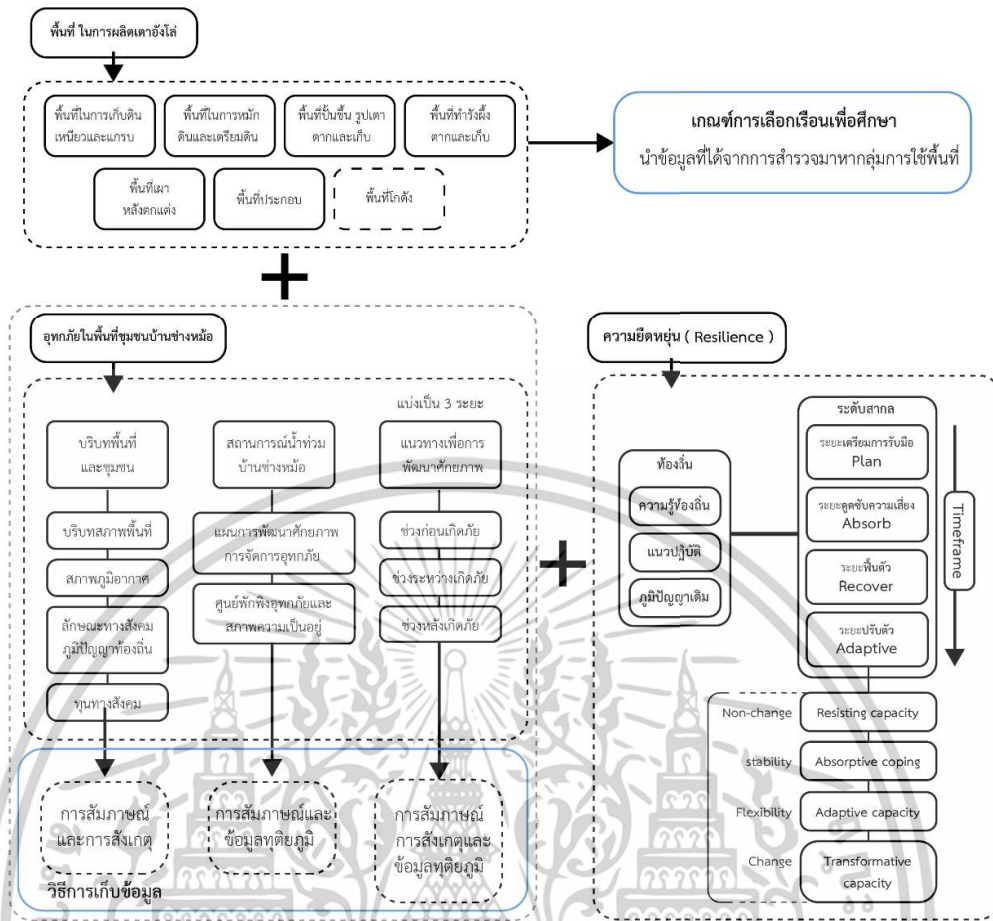 พื้นที่ ในการผลิตเตาอังโล่
พื้นที่ในการเก็บดิน
เหนียวและแกรบ
พื้นที่ในการหมัก
ดินและเตรียมดิน
พื้นที่ปั้นขึ้น รูปเตา
ตากและเก็บ
พื้นที่ทำรังผึ้ง
ตากและเก็บ
พื้นที่เผา
หลังตกแต่ง
พื้นที่ประกอบ
พื้นที่โกดัง
เกณฑ์การเลือกเรือนเพื่อศึกษา
นำข้อมูลที่ได้จากการสำรวจมาหากลุ่มการใช้พื้นที่
+
อุทกภัยในพื้นที่ชุมชนบ้านช่างหม้อ
แบ่งเป็น 3 ระยะ
บริบทพื้นที่
และชุมชน
บริบทสภาพพื้นที่
สภาพภูมิอากาศ
ลักษณะทางสังคม
ภูมิปัญญาท้องถิ่น
ทุนทางสังคม
สถานการณ์น้ำท่วม
บ้านช่างหม้อ
แผนการพัฒนาศักยภาพ
การจัดการอุทกภัย
ศูนย์พักพิงอุทกภัยและ
สภาพความเป็นอยู่
แนวทางเพื่อการ
พัฒนาศักยภาพ
ช่วงก่อนเกิดภัย
ช่วงระหว่างเกิดภัย
ช่วงหลังเกิดภัย
การสัมภาษณ์
และการสังเกต
การสัมภาษณ์และ
ข้อมูลทุติยภูมิ
การสัมภาษณ์
การสังเกตและ
ข้อมูลทุติยภูมิ
วิธีการเก็บข้อมูล
+
ความยืดหยุ่น ( Resilience )
ท้องถิ่น
ความรู้ท้องถิ่น
แนวปฏิบัติ
ภูมิปัญญาเดิม
ระดับสากล
ระยะเตรียมการรับมือ
Plan
ระยะดูดซับความเสี่ยง
Absorb
ระยะฟื้นตัว
Recover
ระยะปรับตัว
Adaptive
Timeframe
Non-change
Resisting capacity
stability
Absorptive coping
Flexibility
Adaptive capacity
Change
Transformative
capacity